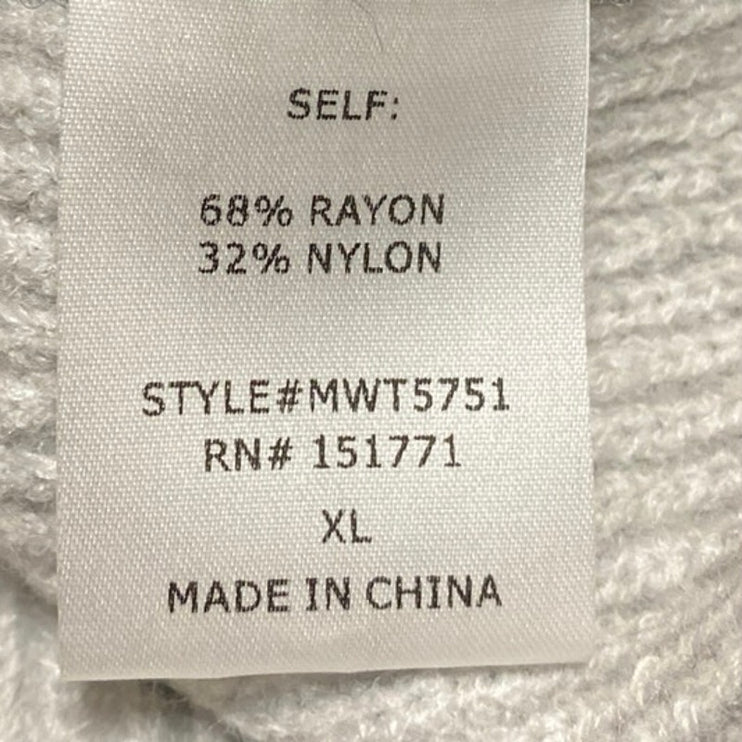 SELF:
68% RAYON
32% NYLON
STYLE#MWT5751
RN# 151771
XL
MADE IN CHINA